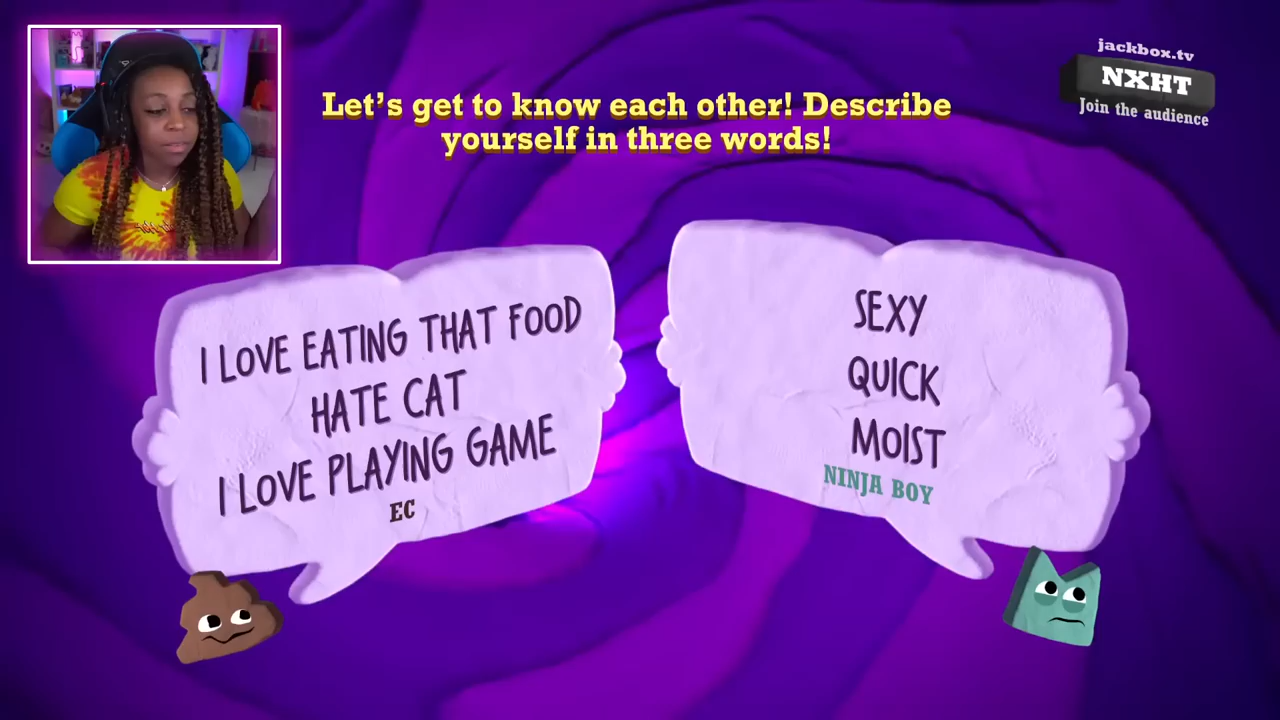 jackbox.tv
NXHT
Join the audience
Let's get to know each other! Describe
yourself in three words!
I LOVE EATING THAT FOOD
HATE CAT
I LOVE PLAYING GAME
EC
SEXY
QUICK
MOIST
NINJA BOY